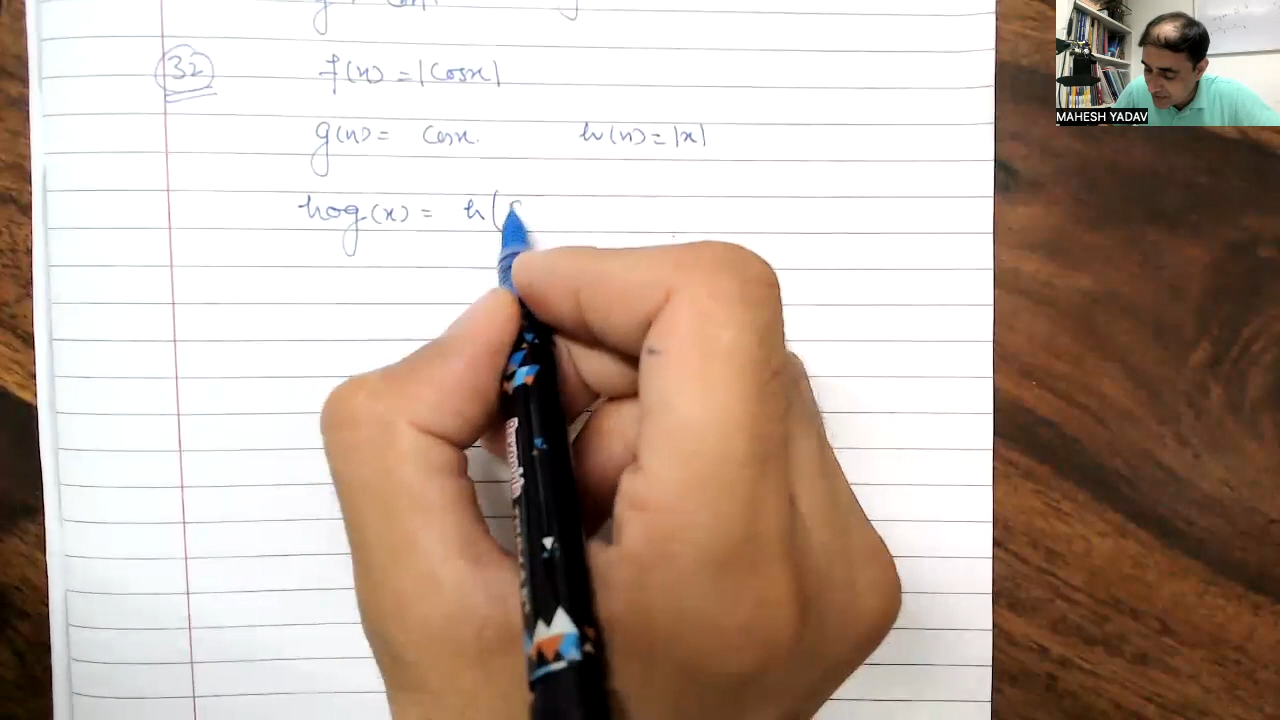 32 f(x) = |Cosx|
g(x) = Cosx. h(x) = |x|
hog(x) = h(
MAHESH YADAV